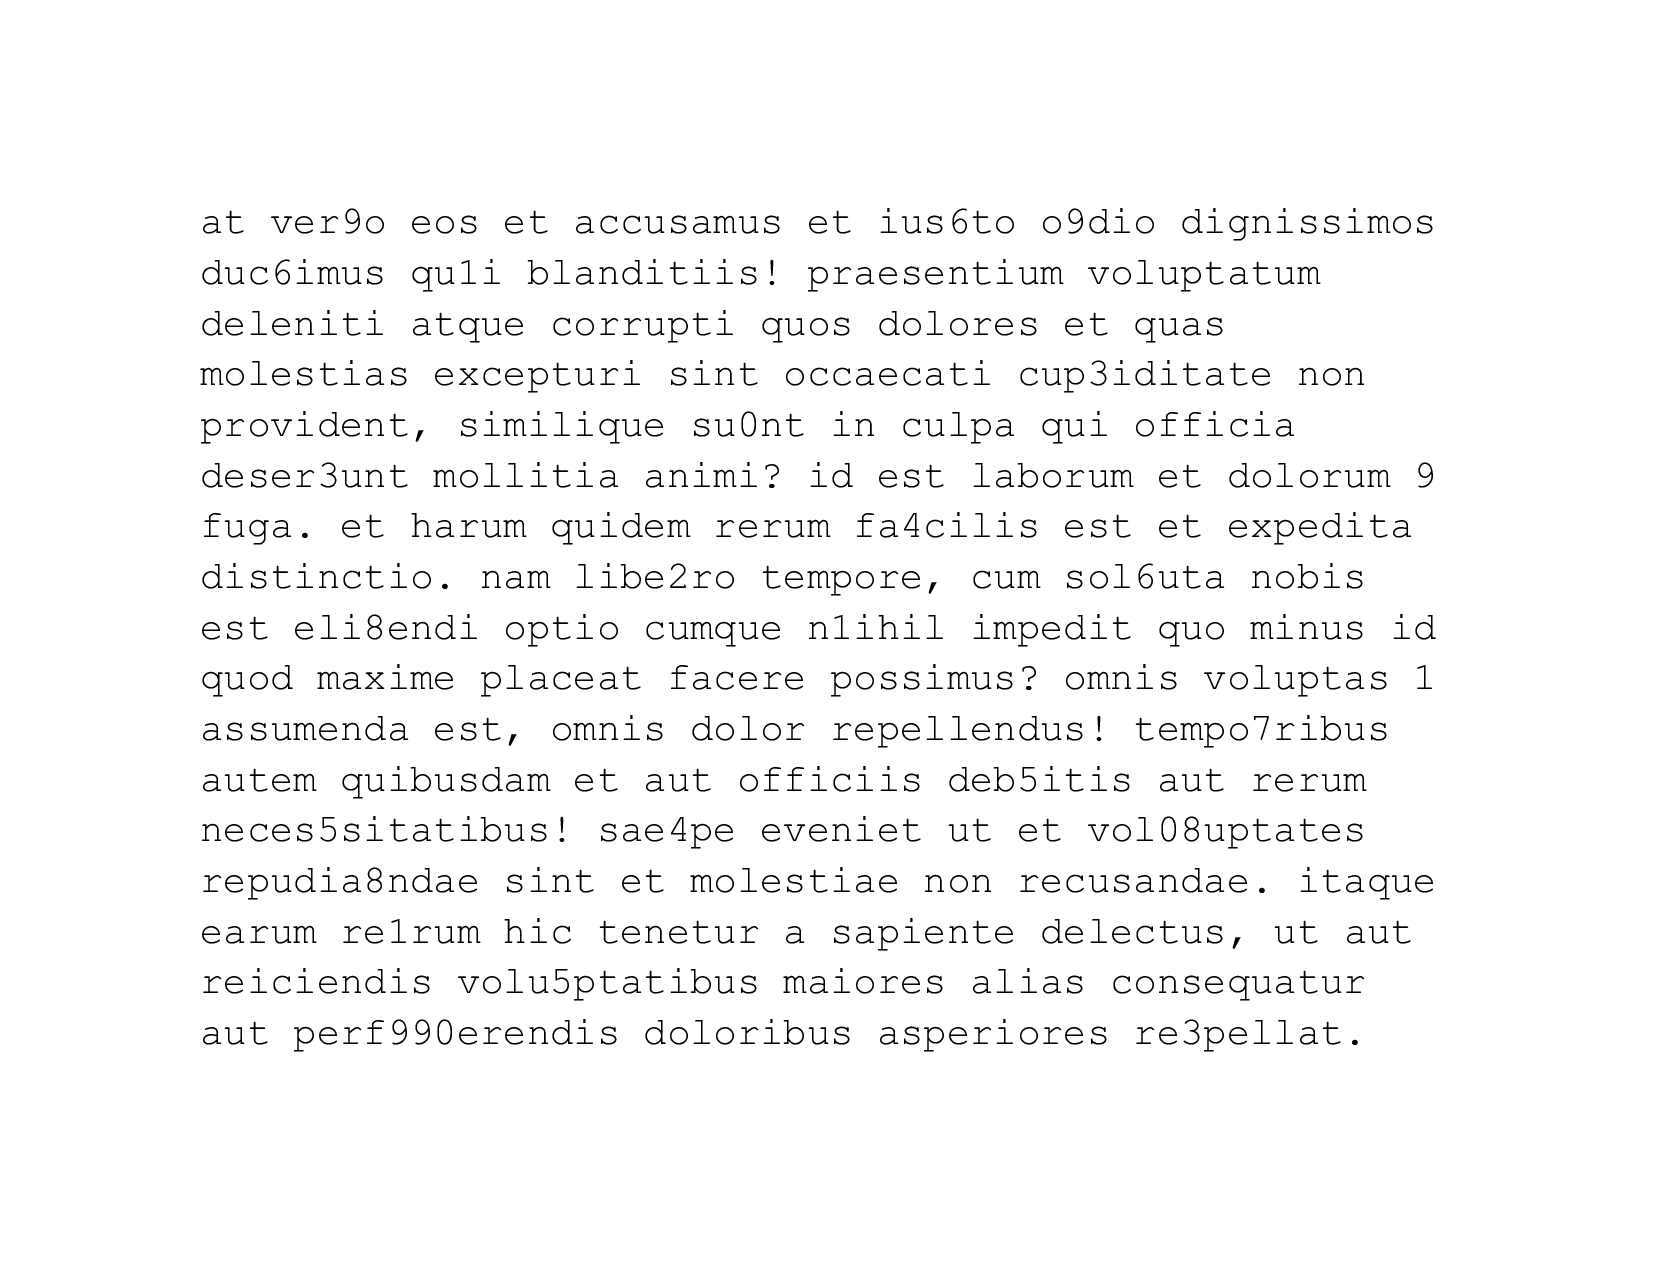 at ver9o eos et accusamus et ius6to o9dio dignissimos
duc6imus qu1i blanditiis! praesentium voluptatum
deleniti atque corrupti quos dolores et quas
molestias excepturi sint occaecati cup3iditate non
provident, similique su0nt in culpa qui officia
deser3unt mollitia animi? id est laborum et dolorum 9
fuga. et harum quidem rerum fa4cilis est et expedita
distinctio. nam libe2ro tempore, cum sol6uta nobis
est eli8endi optio cumque n1ihil impedit quo minus id
quod maxime placeat facere possimus? omnis voluptas 1
assumenda est, omnis dolor repellendus! tempo7ribus
autem quibusdam et aut officiis deb5itis aut rerum
neces5sitatibus! sae4pe eveniet ut et vol08uptates
repudia8ndae sint et molestiae non recusandae. itaque
earum re1rum hic tenetur a sapiente delectus, ut aut
reiciendis volu5ptatibus maiores alias consequatur
aut perf990erendis doloribus asperiores re3pellat.